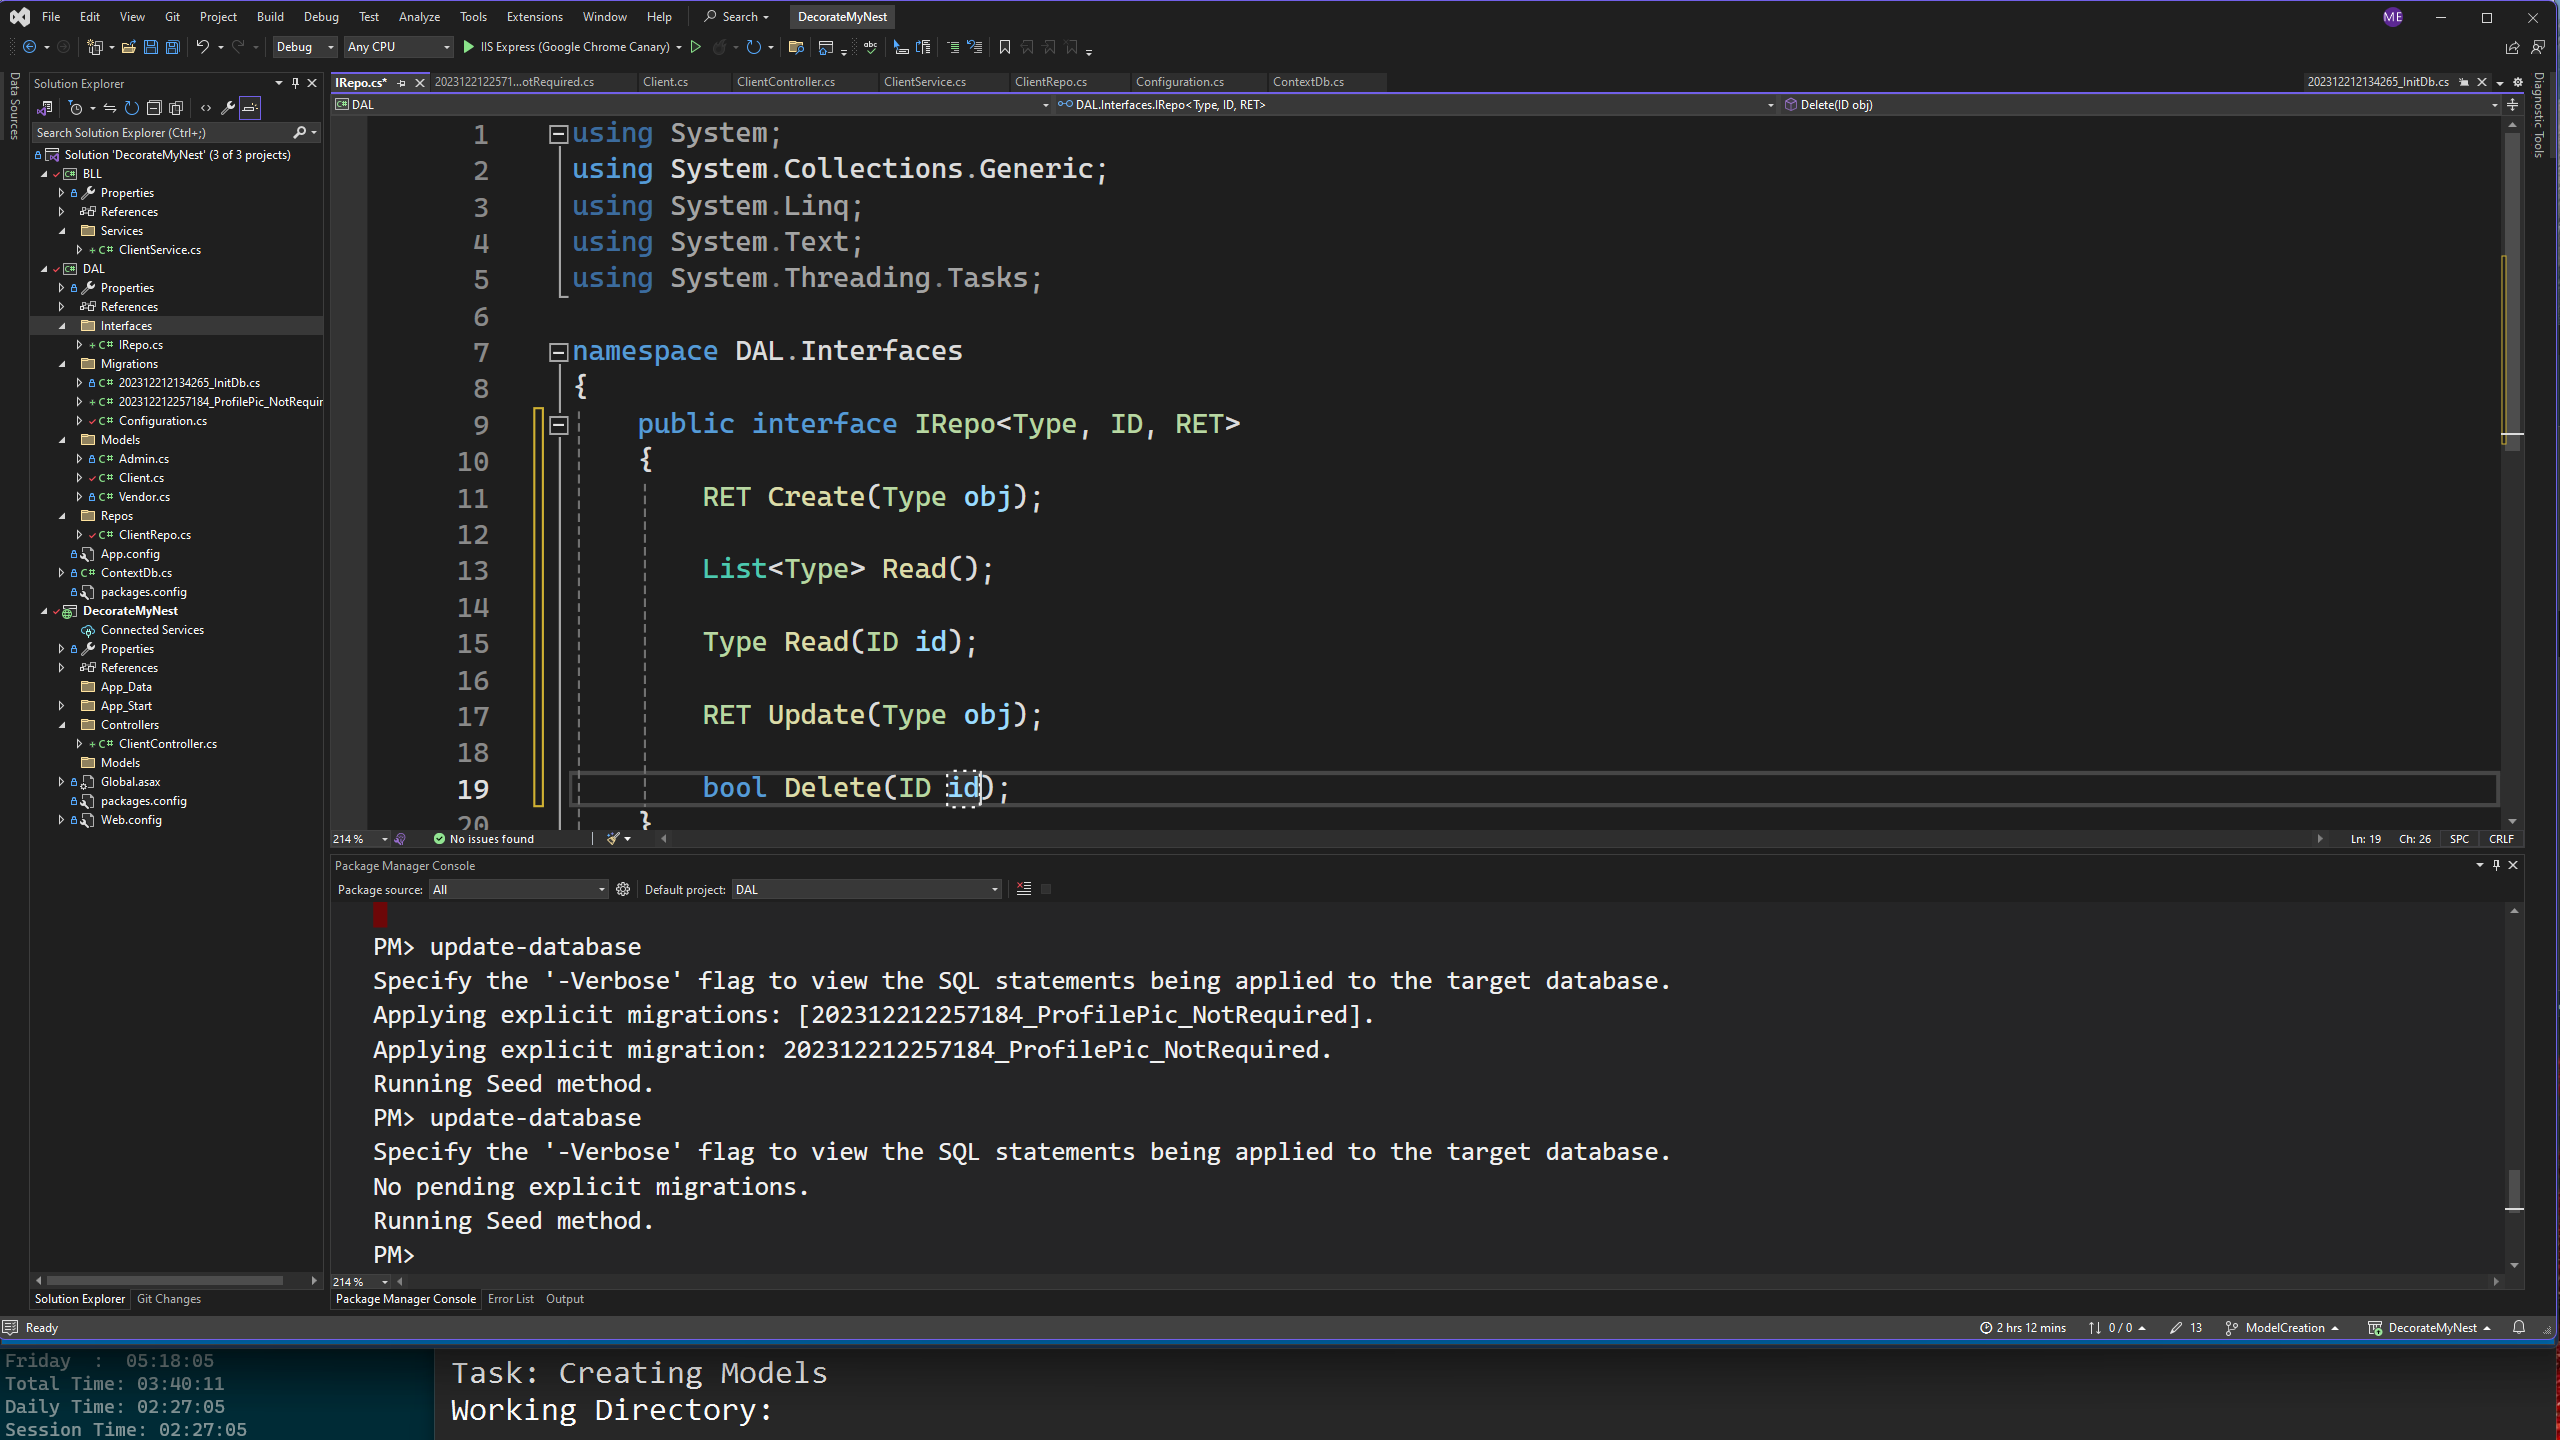 File Edit View Git Project Build Debug Test Analyze Tools Extensions Window Help Search DecorateMyNest ME
Debug Any CPU IIS Express (Google Chrome Canary)
Data Sources
Solution Explorer
Search Solution Explorer (Ctrl+;)
Solution 'DecorateMyNest' (3 of 3 projects)
BLL
Properties
References
Services
C# ClientService.cs
DAL
Properties
References
Interfaces
C# IRepo.cs
Migrations
C# 202312212134265_InitDb.cs
C# 202312212257184_ProfilePic_NotRequir
C# Configuration.cs
Models
C# Admin.cs
C# Client.cs
C# Vendor.cs
Repos
C# ClientRepo.cs
App.config
C# ContextDb.cs
packages.config
DecorateMyNest
Connected Services
Properties
References
App_Data
App_Start
Controllers
C# ClientController.cs
Models
Global.asax
packages.config
Web.config
Solution Explorer Git Changes
IRepo.cs* 2023122122571...otRequired.cs Client.cs ClientController.cs ClientService.cs ClientRepo.cs Configuration.cs ContextDb.cs 202312212134265_InitDb.cs
DAL DAL.Interfaces.IRepo<Type, ID, RET> Delete(ID obj)
Diagnostic Tools
1 using System;
2 using System.Collections.Generic;
3 using System.Linq;
4 using System.Text;
5 using System.Threading.Tasks;
6
7 namespace DAL.Interfaces
8 {
9 public interface IRepo<Type, ID, RET>
10 {
11 RET Create(Type obj);
12
13 List<Type> Read();
14
15 Type Read(ID id);
16
17 RET Update(Type obj);
18
19 bool Delete(ID id);
20 }
214 % No issues found Ln: 19 Ch: 26 SPC CRLF
Package Manager Console
Package source: All Default project: DAL
PM> update-database
Specify the '-Verbose' flag to view the SQL statements being applied to the target database.
Applying explicit migrations: [202312212257184_ProfilePic_NotRequired].
Applying explicit migration: 202312212257184_ProfilePic_NotRequired.
Running Seed method.
PM> update-database
Specify the '-Verbose' flag to view the SQL statements being applied to the target database.
No pending explicit migrations.
Running Seed method.
PM>
214 %
Package Manager Console Error List Output
Ready 2 hrs 12 mins 0 / 0 13 ModelCreation DecorateMyNest
Friday : 05:18:05
Total Time: 03:40:11
Daily Time: 02:27:05
Session Time: 02:27:05
Task: Creating Models
Working Directory: